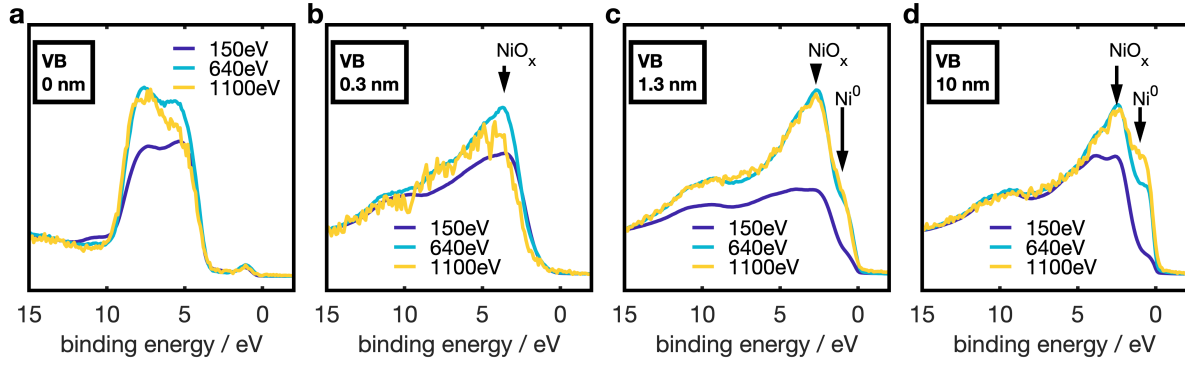 a
VB
0 nm
150eV
640eV
1100eV
15 10 5 0
binding energy / eV
b
VB
0.3 nm
NiOx
150eV
640eV
1100eV
15 10 5 0
binding energy / eV
c
VB
1.3 nm
NiOx
Ni0
150eV
640eV
1100eV
15 10 5 0
binding energy / eV
d
VB
10 nm
NiOx
Ni0
150eV
640eV
1100eV
15 10 5 0
binding energy / eV